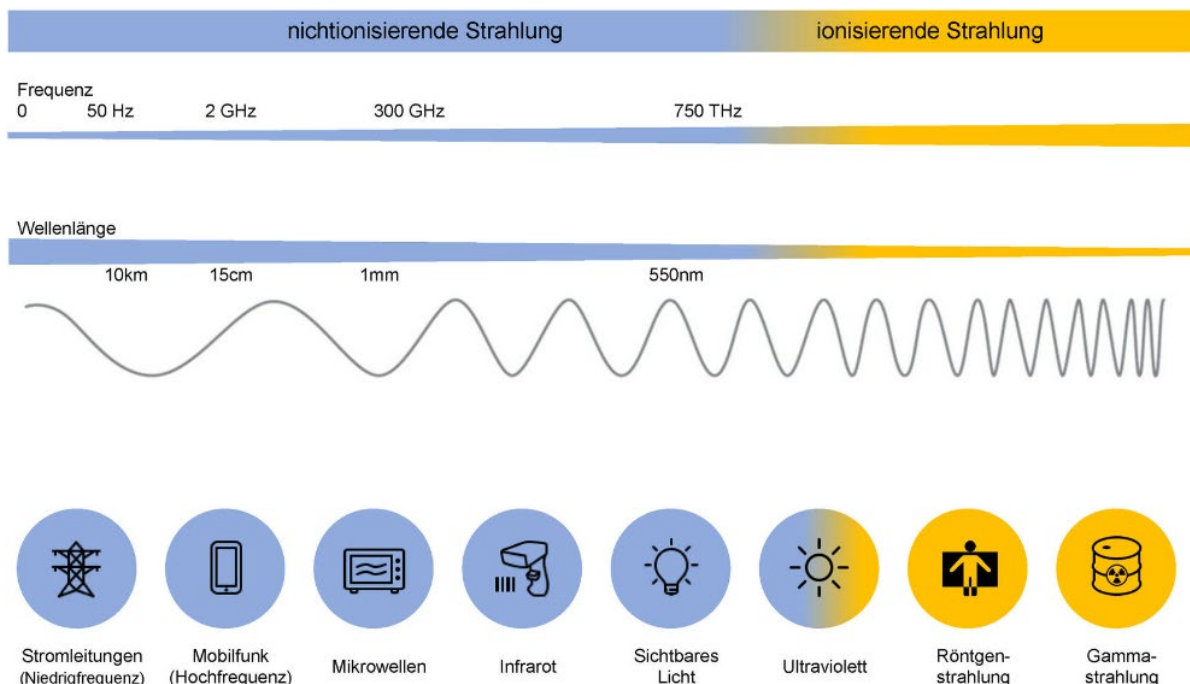 nichtionisierende Strahlung ionisierende Strahlung
Frequenz
0 50 Hz 2 GHz 300 GHz 750 THz
Wellenlänge
10km 15cm 1mm 550nm
Stromleitungen Mobilfunk Mikrowellen Infrarot Sichtbares Ultraviolett Röntgen- Gamma-
(Niedrigfrequenz) (Hochfrequenz) Licht strahlung strahlung